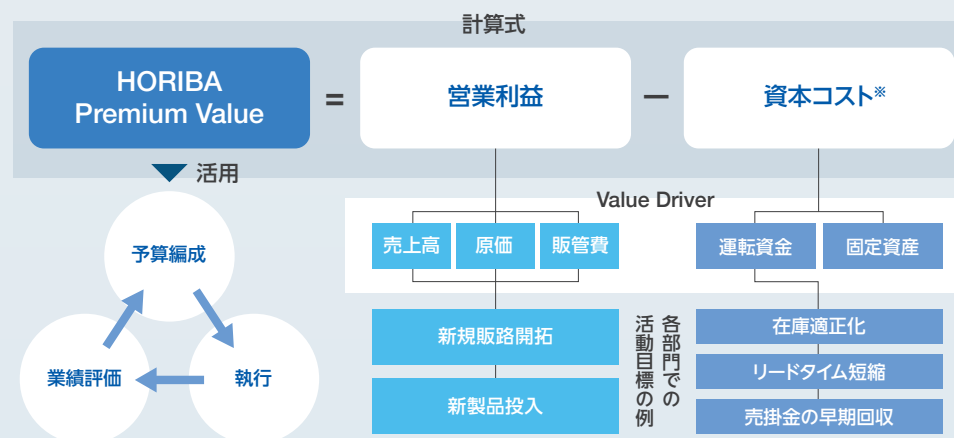 計算式
HORIBA
Premium Value
=
営業利益
－
資本コスト※
活用
予算編成
執行
業績評価
Value Driver
売上高
原価
販管費
運転資金
固定資産
新規販路開拓
新製品投入
各部門での
活動目標の例
在庫適正化
リードタイム短縮
売掛金の早期回収